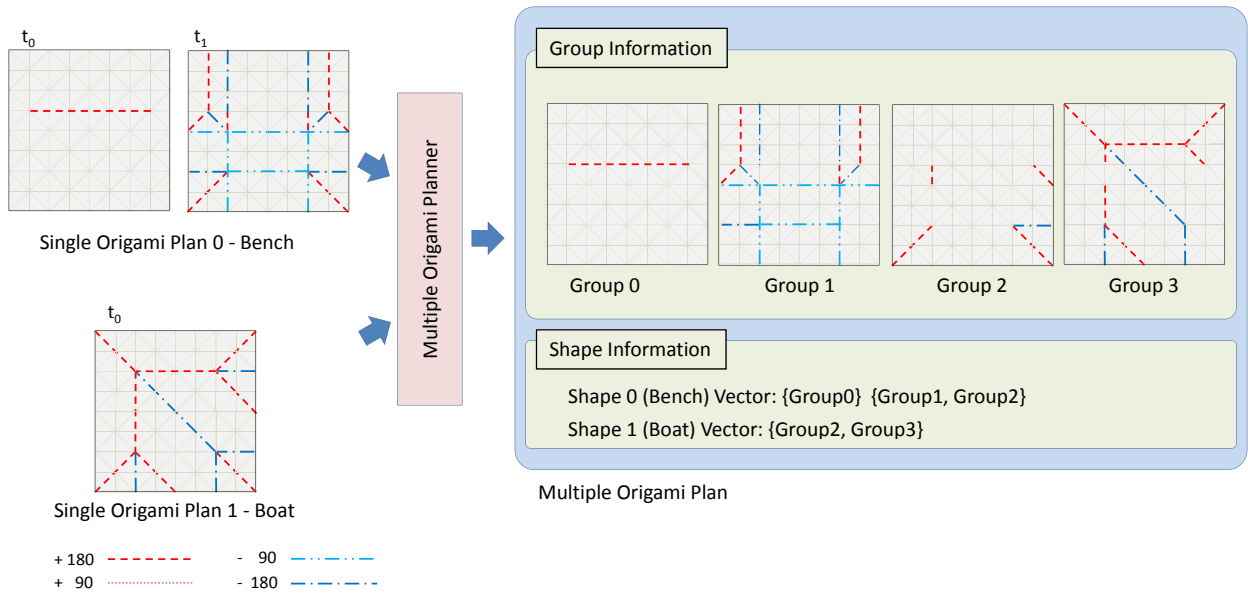 t0
t1
Single Origami Plan 0 - Bench
t0
Single Origami Plan 1 - Boat
+ 180
+ 90
- 90
- 180
Multiple Origami Planner
Group Information
Group 0
Group 1
Group 2
Group 3
Shape Information
Shape 0 (Bench) Vector: {Group0} {Group1, Group2}
Shape 1 (Boat) Vector: {Group2, Group3}
Multiple Origami Plan